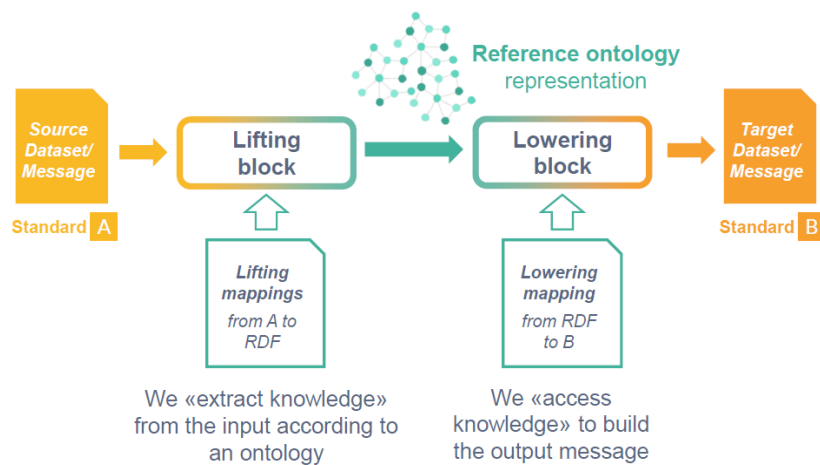 Reference ontology
representation
Source
Dataset/
Message
Standard A
Lifting
block
Lowering
block
Target
Dataset/
Message
Standard B
Lifting
mappings
from A to
RDF
Lowering
mapping
from RDF
to B
We «extract knowledge»
from the input according to
an ontology
We «access
knowledge» to build
the output message